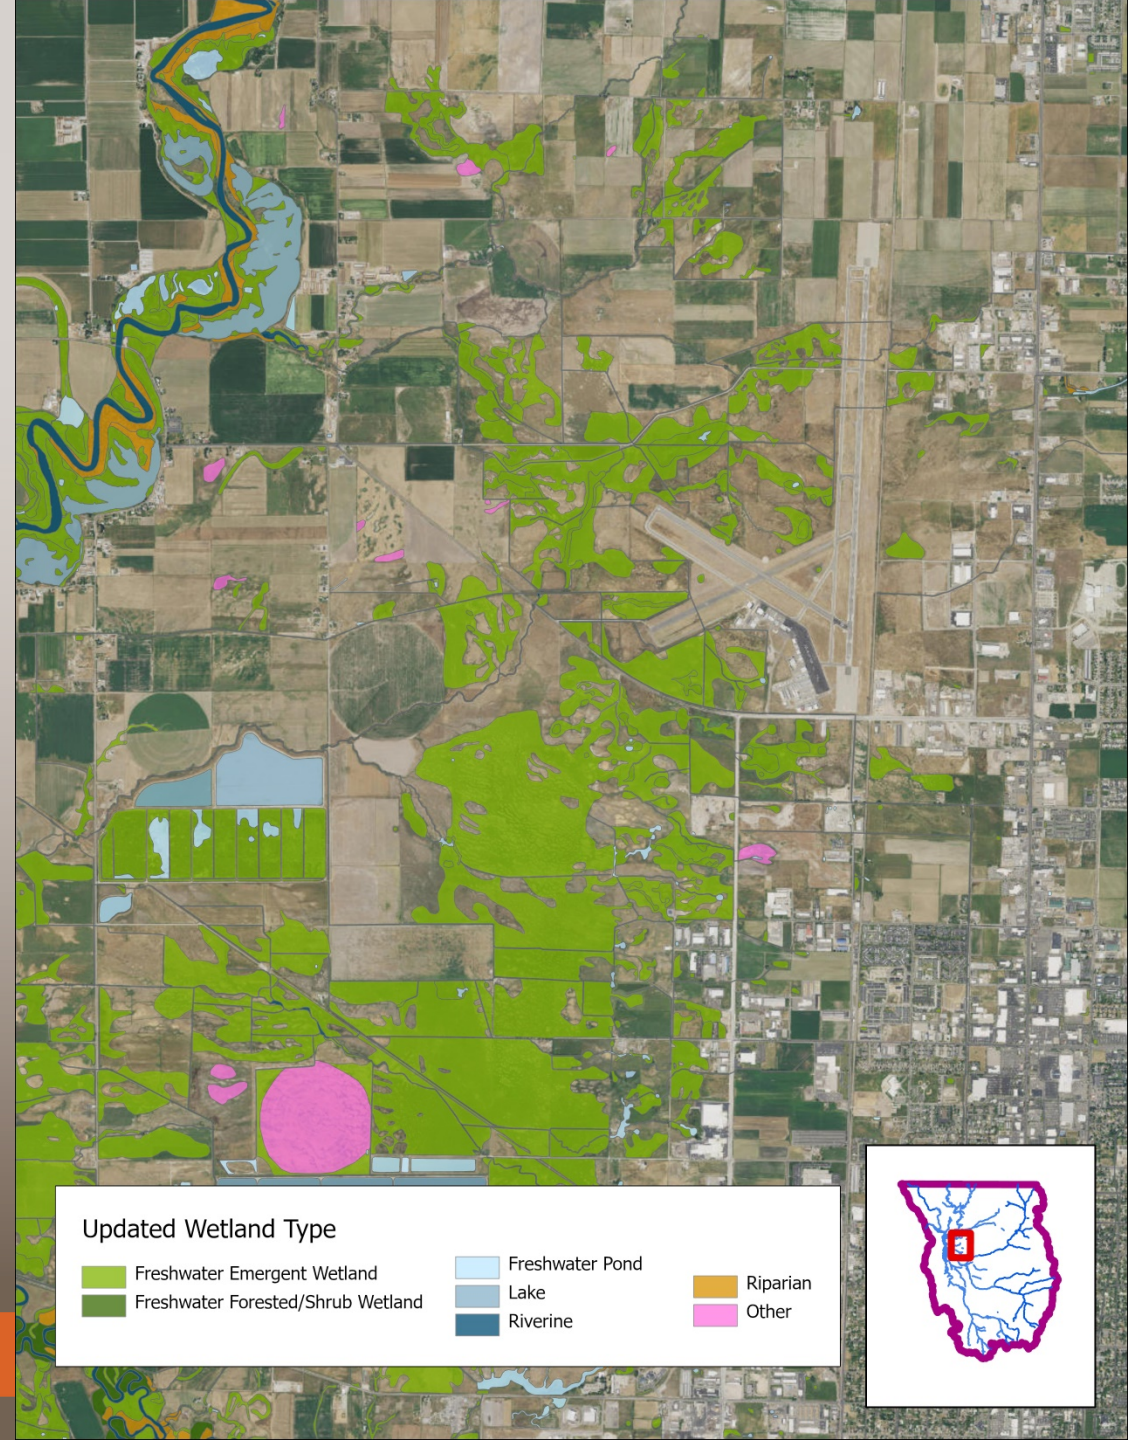 Updated Wetland Type
Freshwater Emergent Wetland
Freshwater Forested/Shrub Wetland
Freshwater Pond
Lake
Riverine
Riparian
Other